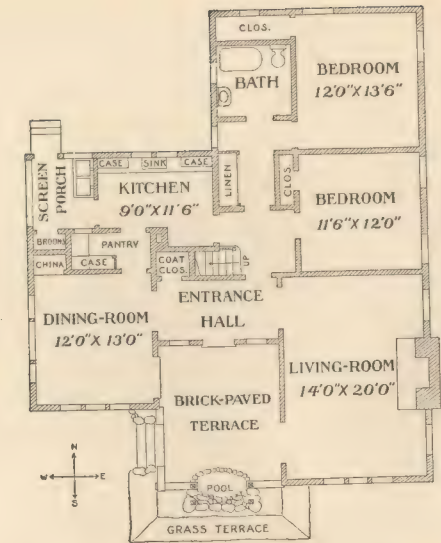 CLOS.
BATH
BEDROOM
12'0" X 13'6"
SCREEN
PORCH
CASE
SINK
CASE
KITCHEN
9'0" X 11'6"
LINEN
CLOS.
BEDROOM
11'6" X 12'0"
BROOMS
PANTRY
CHINA
CASE
COAT
CLOS.
UP
ENTRANCE
HALL
DINING-ROOM
12'0" X 13'0"
LIVING-ROOM
14'0" X 20'0"
BRICK-PAVED
TERRACE
N
W
E
S
POOL
GRASS TERRACE